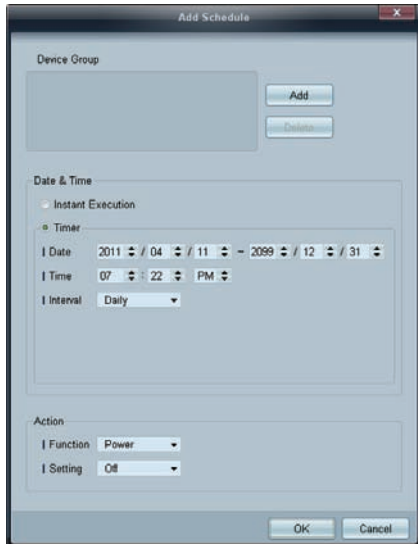 Add Schedule
Device Group
Add
Delete
Date & Time
Instant Execution
Timer
Date 2011 / 04 / 11 ~ 2099 / 12 / 31
Time 07 : 22 PM
Interval Daily
Action
Function Power
Setting Off
OK Cancel